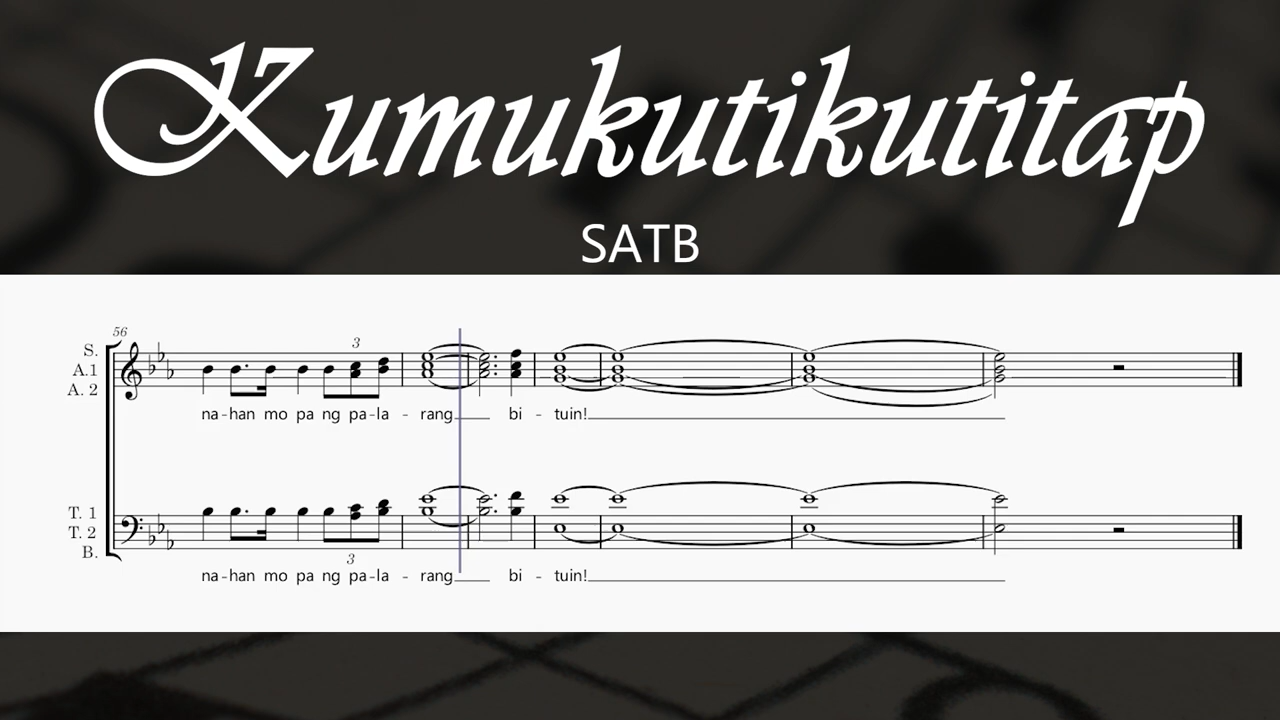 Kumukutikutitap
SATB
56
S.
A.1
A. 2
3
na-han mo pa ng pa-la - rang bi - tuin!
T. 1
T. 2
B.
3
na-han mo pa ng pa-la - rang bi - tuin!